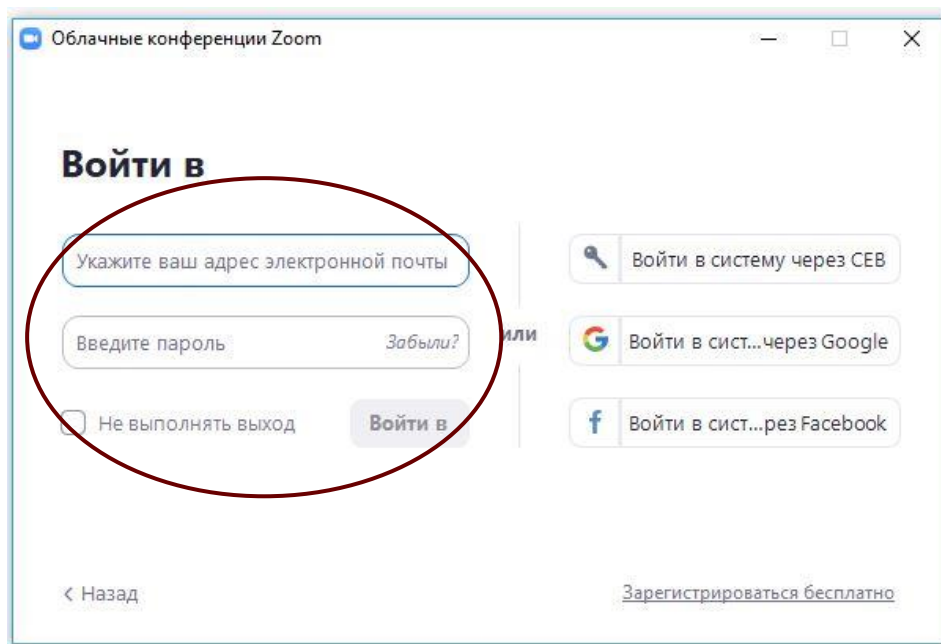 Облачные конференции Zoom
Войти в
Укажите ваш адрес электронной почты
Введите пароль
Забыли?
Не выполнять выход
Войти в
или
Войти в систему через СЕВ
Войти в сист...через Google
Войти в сист...рез Facebook
< Назад
Зарегистрироваться бесплатно